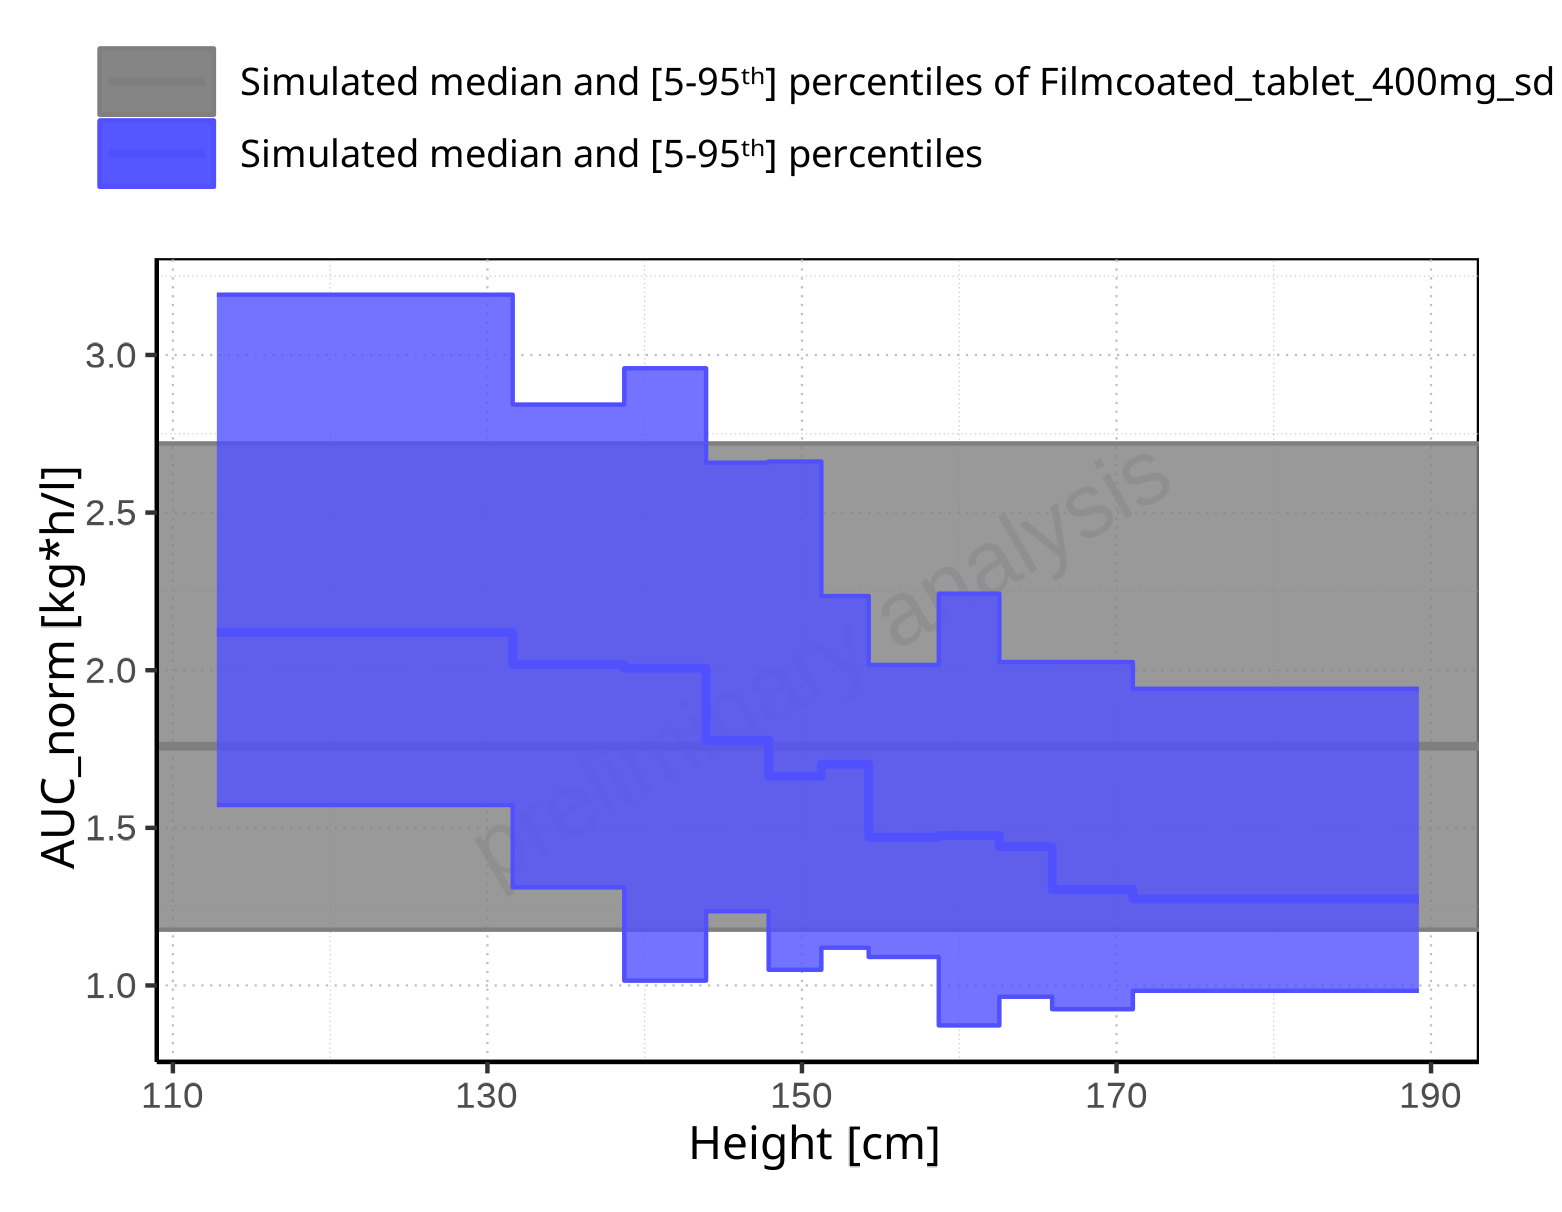 Simulated median and [5-95ᵗʰ] percentiles of Filmcoated_tablet_400mg_sd
Simulated median and [5-95ᵗʰ] percentiles
AUC_norm [kg*h/l]
3.0
2.5
2.0
1.5
1.0
preliminary analysis
110 130 150 170 190
Height [cm]